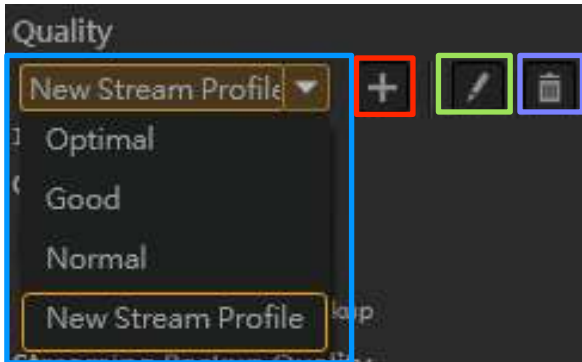 Quality
New Stream Profile
Optimal
Good
Normal
New Stream Profile